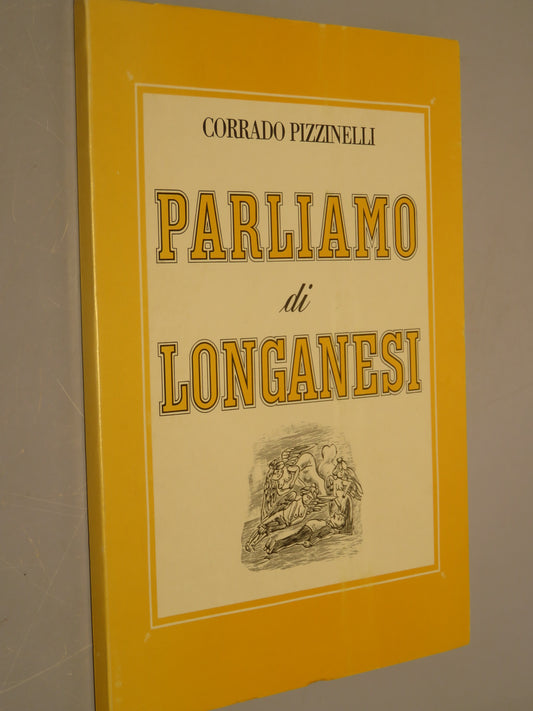 CORRADO PIZZINELLI
PARLIAMO
di
LONGANESI